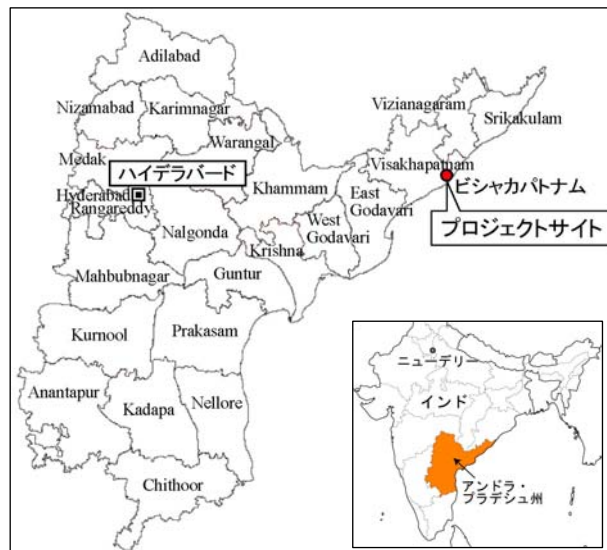 Adilabad
Nizamabad
Karimnagar
Warangal
Medak
ハイデラバード
Hyderabad
Rangareddy
Khammam
Nalgonda
Mahbubnagar
Krishna
West
Godavari
East
Godavari
Guntur
Vizianagaram
Srikakulam
Visakhapatnam
ビシャカパトナム
プロジェクトサイト
Kurnool
Prakasam
Anantapur
Kadapa
Nellore
Chithoor
ニューデリー
インド
アンドラ・
プラデシュ州